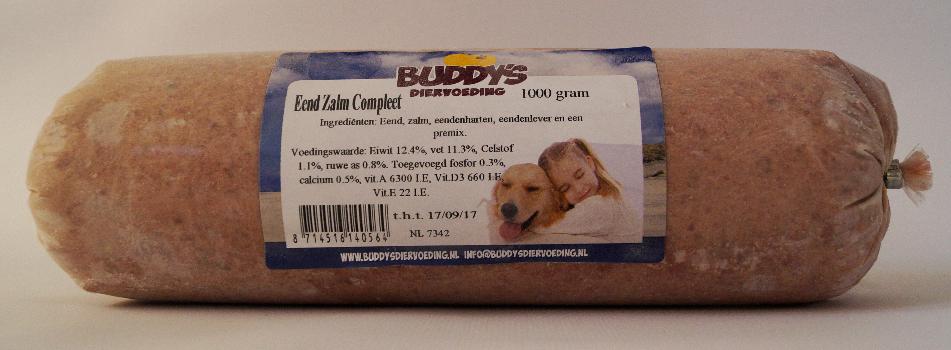 BUDDY'S
DIERVOEDING
Eend Zalm Compleet
1000 gram
Ingrediënten: Eend, zalm, eendenharten, eendenlever en een
premix.
Voedingswaarde: Eiwit 12.4%, vet 11.3%, Celstof
1.1%, ruwe as 0.8%. Toegevoegd fosfor 0.3%,
calcium 0.5%, vit.A 6300 I.E, Vit.D3 660 I.E,
Vit.E 22 I.E.
t.h.t. 17/09/17
8 714516 140564
NL 7342
WWW.BUDDYSDIERVOEDING.NL INFO@BUDDYSDIERVOEDING.NL